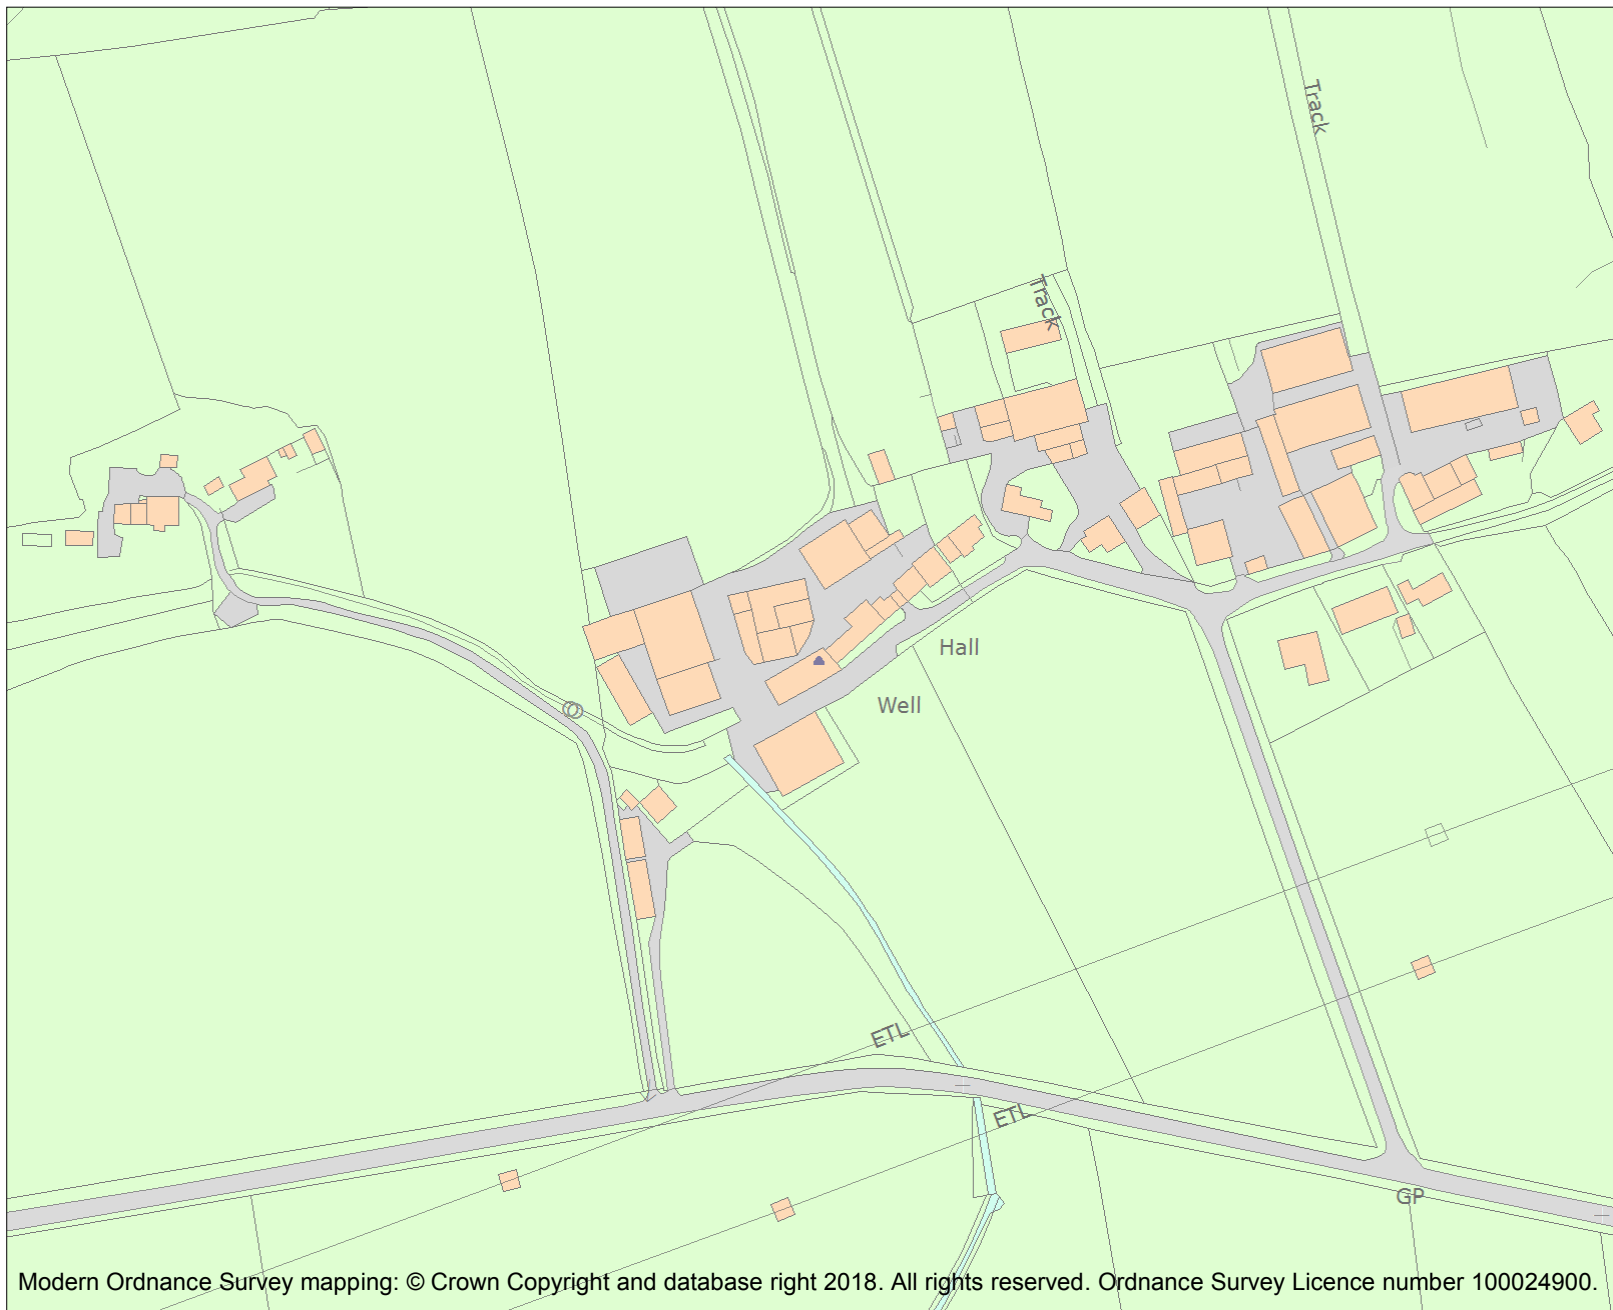 Track
Track
Hall
Well
ETL
ETL
GP
Modern Ordnance Survey mapping: © Crown Copyright and database right 2018. All rights reserved. Ordnance Survey Licence number 100024900.